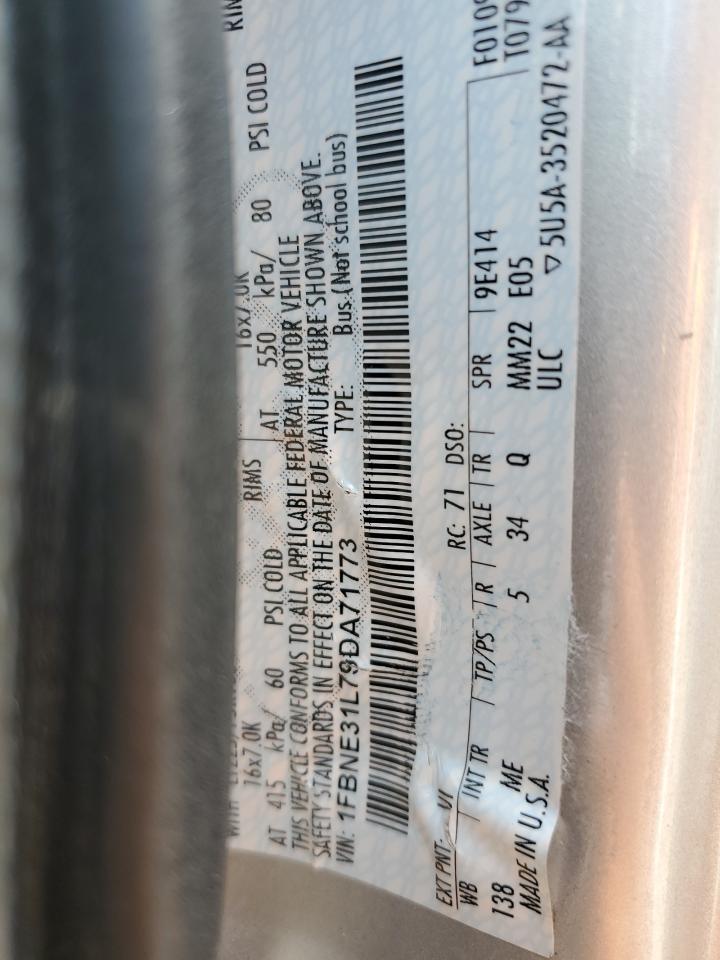 16x7.0K RIMS 16x7.0K RIN
AT 415 kPa/ 60 PSI COLD AT 550 kPa/ 80 PSI COLD
THIS VEHICLE CONFORMS TO ALL APPLICABLE FEDERAL MOTOR VEHICLE
SAFETY STANDARDS IN EFFECT ON THE DATE OF MANUFACTURE SHOWN ABOVE.
VIN: 1FBNE31L79DA71773 TYPE: Bus (Not school bus)
F0109
T079
EXT PNT: RC: 71 DSO:
WB INT TR TP/PS R AXLE TR SPR 9E414
138 ME 5 34 Q MM22 E05
MADE IN U.S.A. ULC ▽5U5A-3520472-AA